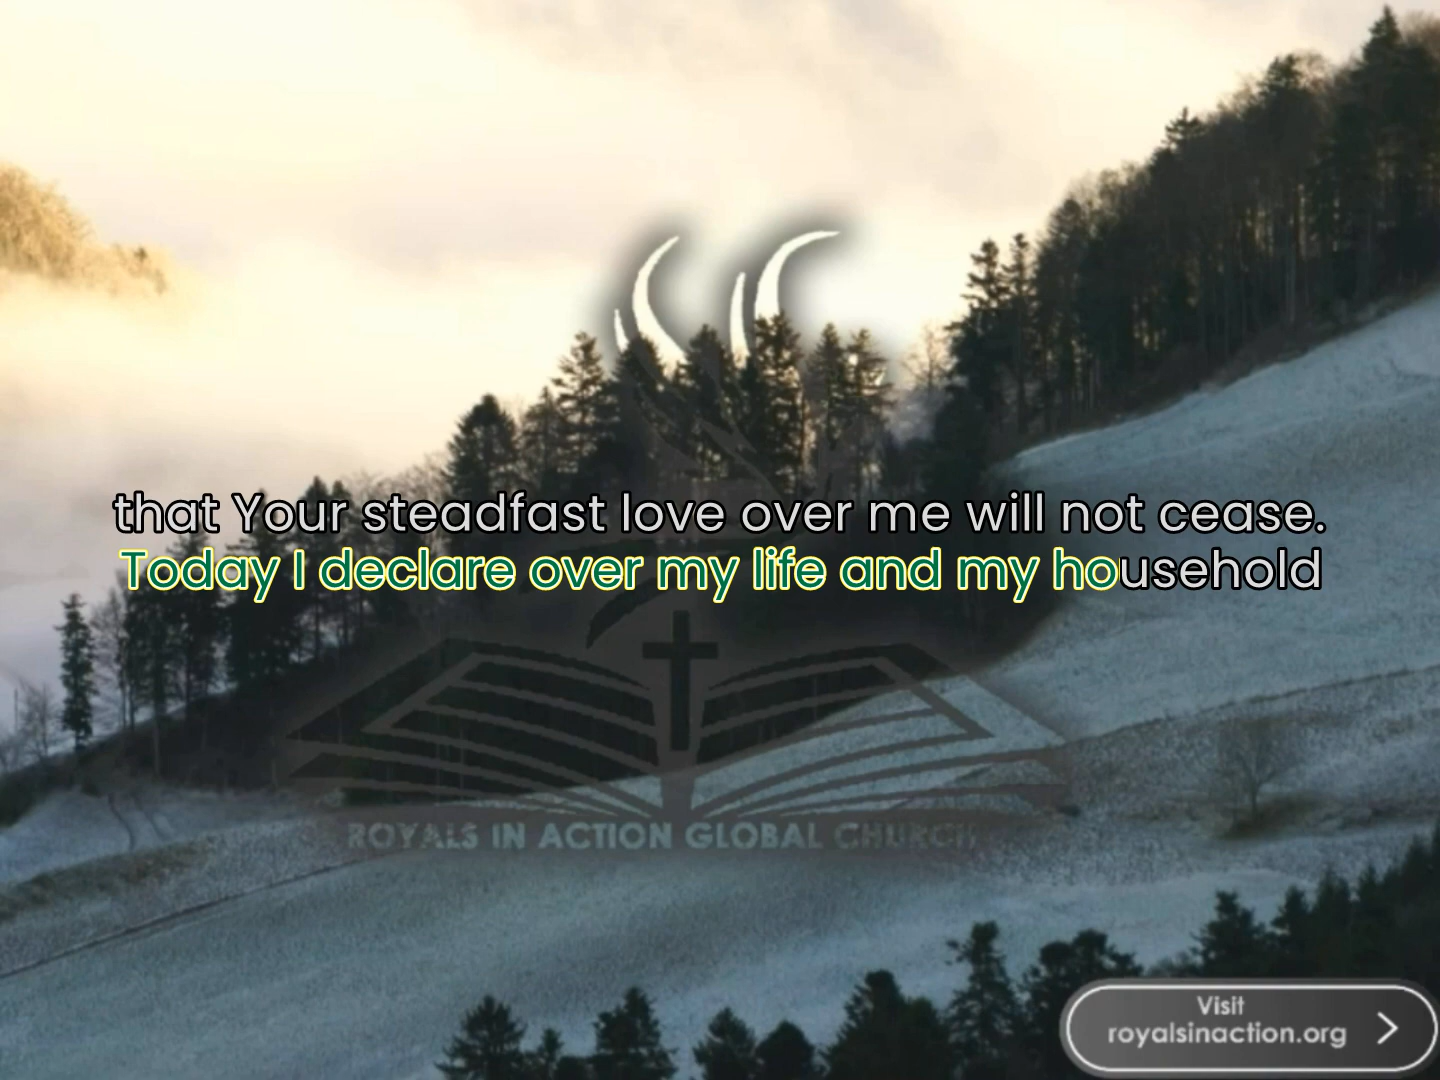 that Your steadfast love over me will not cease.
Today I declare over my life and my household
ROYALS IN ACTION GLOBAL CHURCH
Visit
royalsinaction.org